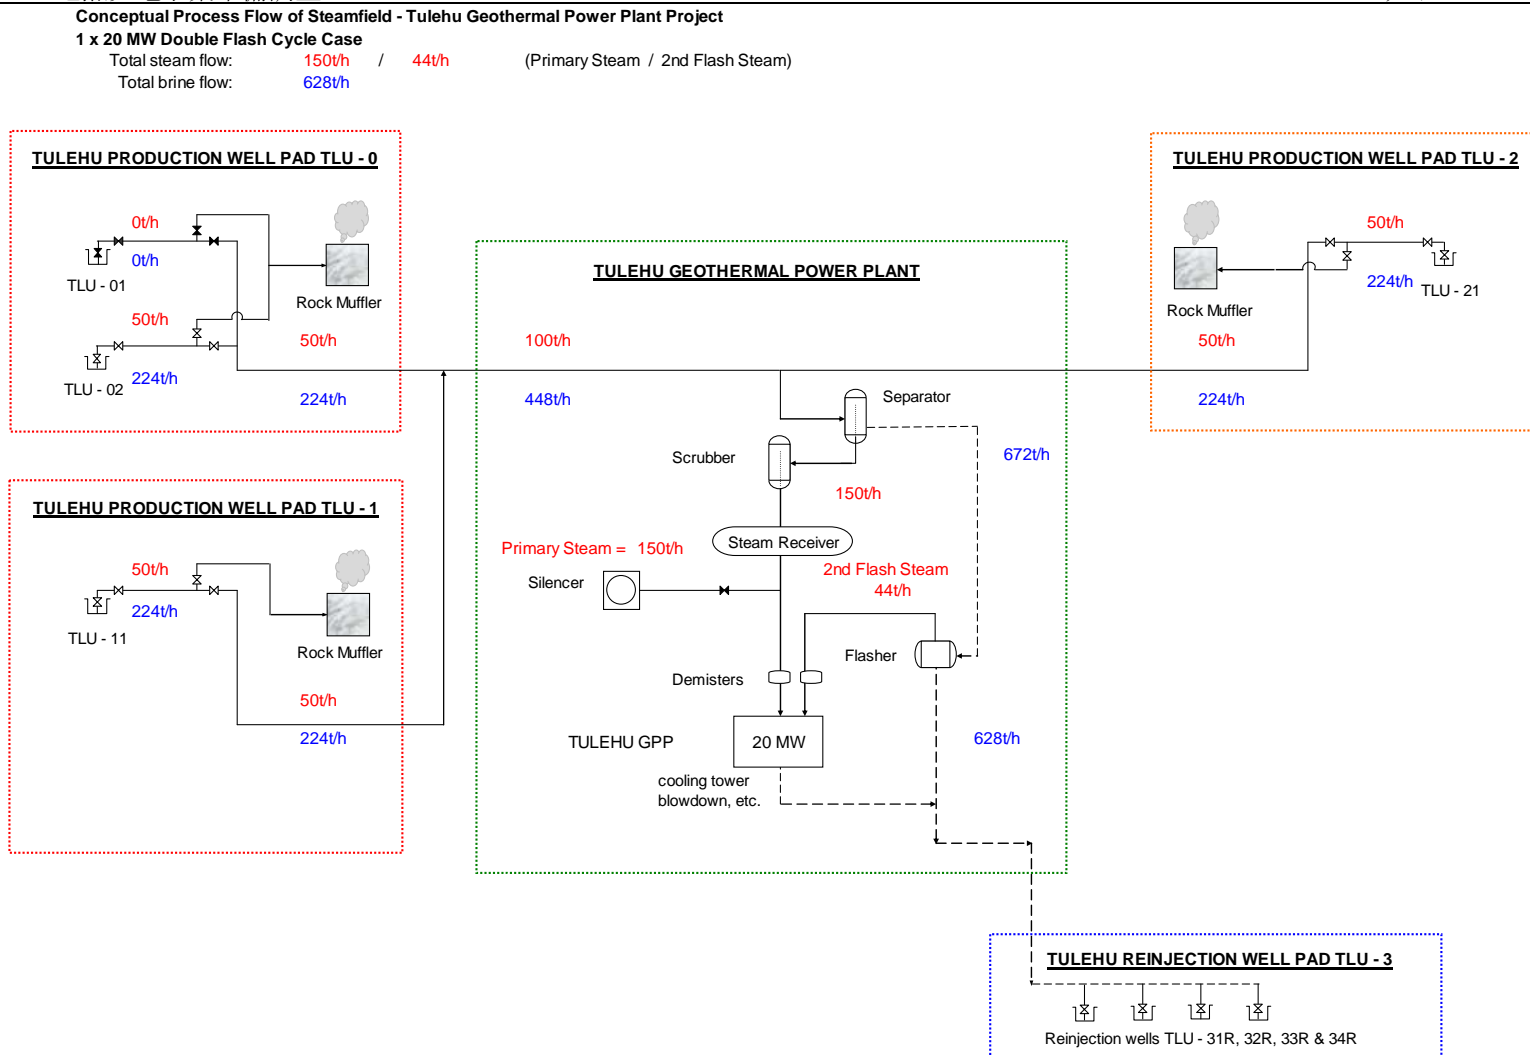 Conceptual Process Flow of Steamfield - Tulehu Geothermal Power Plant Project
1 x 20 MW Double Flash Cycle Case
Total steam flow: 150t/h / 44t/h (Primary Steam / 2nd Flash Steam)
Total brine flow: 628t/h
TULEHU PRODUCTION WELL PAD TLU - 0
0t/h
0t/h
TLU - 01
Rock Muffler
50t/h
50t/h
224t/h
TLU - 02
224t/h
TULEHU PRODUCTION WELL PAD TLU - 1
50t/h
224t/h
TLU - 11
Rock Muffler
50t/h
224t/h
TULEHU GEOTHERMAL POWER PLANT
100t/h
448t/h
Separator
Scrubber
672t/h
150t/h
Steam Receiver
Primary Steam = 150t/h
Silencer
2nd Flash Steam
44t/h
Flasher
Demisters
TULEHU GPP
20 MW
628t/h
cooling tower
blowdown, etc.
TULEHU PRODUCTION WELL PAD TLU - 2
50t/h
224t/h
TLU - 21
Rock Muffler
50t/h
224t/h
TULEHU REINJECTION WELL PAD TLU - 3
Reinjection wells TLU - 31R, 32R, 33R & 34R